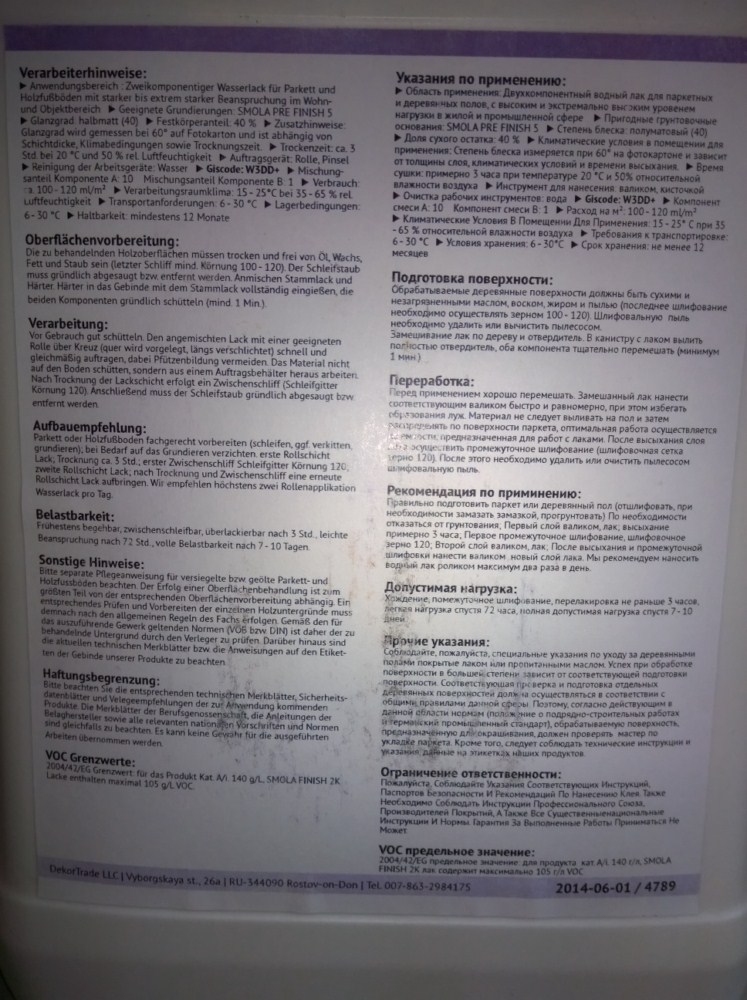 Verarbeiterhinweise:
▶ Anwendungsbereich : Zweikomponentiger Wasserlack für Parkett und
Holzfußböden mit starker bis extrem starker Beanspruchung im Wohn-
und Objektbereich ▶ Geeignete Grundierungen: SMOLA PRE FINISH 5
▶ Glanzgrad: halbmatt (40) ▶ Festkörperanteil: 40 % ▶ Zusatzhinweise:
Glanzgrad wird gemessen bei 60° auf Fotokarton und ist abhängig von
Schichtdicke, Klimabedingungen sowie Trocknungszeit. ▶ Trockenzeit: ca. 3
Std. bei 20 °C und 50 % rel. Luftfeuchtigkeit ▶ Auftragsgerät: Rolle, Pinsel
▶ Reinigung der Arbeitsgeräte: Wasser ▶ Giscode: W3DD+ ▶ Mischung-
santeil Komponente A: 10 Mischungsanteil Komponente B: 1 ▶ Verbrauch:
ca. 100 - 120 ml/m² ▶ Verarbeitungsraumklima: 15 - 25°C bei 35 - 65 % rel.
Luftfeuchtigkeit ▶ Transportanforderungen: 6 - 30 °C ▶ Lagerbedingungen:
6 - 30 °C ▶ Haltbarkeit: mindestens 12 Monate
Oberflächenvorbereitung:
Die zu behandelnden Holzoberflächen müssen trocken und frei von Öl, Wachs,
Fett und Staub sein (letzter Schliff mind. Körnung 100 - 120). Der Schleifstaub
muss gründlich abgesaugt bzw. entfernt werden. Anmischen Stammlack und
Härter. Härter in das Gebinde mit dem Stammlack vollständig eingießen, die
beiden Komponenten gründlich schütteln (mind. 1 Min.).
Verarbeitung:
Vor Gebrauch gut schütteln. Den angemischten Lack mit einer geeigneten
Rolle über Kreuz (quer wird vorgelegt, längs verschlichtet) schnell und
gleichmäßig auftragen, dabei Pfützenbildung vermeiden. Das Material nicht
auf den Boden schütten, sondern aus einem Auftragsbehälter heraus arbeiten.
Nach Trocknung der Lackschicht erfolgt ein Zwischenschliff (Schleifgitter
Körnung 120). Anschließend muss der Schleifstaub gründlich abgesaugt bzw.
entfernt werden.
Aufbauempfehlung:
Parkett oder Holzfußboden fachgerecht vorbereiten (schleifen, ggf. verkitten,
grundieren); bei Bedarf auf das Grundieren verzichten. erste Rollschicht
Lack; Trocknung ca. 3 Std.; erster Zwischenschliff Schleifgitter Körnung 120;
zweite Rollschicht Lack; nach Trocknung und Zwischenschliff eine erneute
Rollschicht Lack aufbringen. Wir empfehlen höchstens zwei Rollenapplikation
Wasserlack pro Tag.
Belastbarkeit:
Frühestens begehbar, zwischenschleifbar, überlackierbar nach 3 Std., leichte
Beanspruchung nach 72 Std., volle Belastbarkeit nach 7 - 10 Tagen.
Sonstige Hinweise:
Bitte separate Pflegeanweisung für versiegelte bzw. geölte Parkett- und
Holzfussböden beachten. Der Erfolg einer Oberflächenbehandlung ist zum
größten Teil von der entsprechenden Oberflächenvorbereitung abhängig. Ein
entsprechendes Prüfen und Vorbereiten der einzelnen Holzuntergründe muss
demnach nach den allgemeinen Regeln des Fachs erfolgen. Gemäß den für
das auszuführende Gewerk geltenden Normen (VOB bzw. DIN) ist daher der zu
behandelnde Untergrund durch den Verleger zu prüfen. Darüber hinaus sind
die aktuellen technischen Merkblätter bzw. die Anweisungen auf den Etiket-
ten der Gebinde unserer Produkte zu beachten.
Haftungsbegrenzung:
Bitte beachten Sie die entsprechenden technischen Merkblätter, Sicherheits-
datenblätter und Velegeempfehlungen der zur Anwendung kommenden
Produkte. Die Merkblätter der Berufsgenossenschaft, die Anleitungen der
Belaghersteller sowie alle relevanten nationalen Vorschriften und Normen
sind gleichfalls zu beachten. Es kann keine Gewähr für die ausgeführten
Arbeiten übernommen werden.
VOC Grenzwerte:
2004/42/EG Grenzwert für das Produkt Kat. A/i. 140 g/L. SMOLA FINISH 2K
Lacke enthalten maximal 105 g/L VOC.
Указания по применению:
▶ Область применения: Двухкомпонентный водный лак для паркетных
и деревянных полов, с высоким и экстремально высоким уровнем
нагрузки в жилой и промышленной сфере ▶ Пригодные грунтовочные
основания: SMOLA PRE FINISH 5 ▶ Степень блеска: полуматовый (40)
▶ Доля сухого остатка: 40 % ▶ Климатические условия в помещении для
применения: Степень блеска измеряется при 60° на фотокартоне и зависит
от толщины слоя, климатических условий и времени высыхания. ▶ Время
сушки: примерно 3 часа при температуре 20 °C и 50% относительной
влажности воздуха ▶ Инструмент для нанесения: валиком, кисточкой
▶ Очистка рабочих инструментов: вода ▶ Giscode: W3DD+ ▶ Компонент
смеси A: 10 Компонент смеси B: 1 ▶ Расход на м²: 100 - 120 ml/m²
▶ Климатические Условия В Помещении Для Применения: 15 - 25° C при 35
- 65 % относительной влажности воздуха ▶ Требования к транспортировке:
6 - 30 °C ▶ Условия хранения: 6 - 30°C ▶ Срок хранения: не менее 12
месяцев
Подготовка поверхности:
Обрабатываемые деревянные поверхности должны быть сухими и
незагрязненными маслом, воском, жиром и пылью (последнее шлифование
необходимо осуществлять зерном 100 - 120). Шлифовальную пыль
необходимо удалить или вычистить пылесосом.
Замешивание лак по дереву и отвердитель. В канистру с лаком вылить
полностью отвердитель, оба компонента тщательно перемешать (минимум
1 мин.)
Переработка:
Перед применением хорошо перемешать. Замешанный лак нанести
соответствующим валиком быстро и равномерно, при этом избегать
образования луж. Материал не следует выливать на пол и затем
распределять по поверхности паркета, оптимальная работа осуществляется
из емкости, предназначенная для работ с лаками. После высыхания слоя
осуществить промежуточное шлифование (шлифовочная сетка
зерно 120). После этого необходимо удалить или очистить пылесосом
шлифовальную пыль.
Рекомендация по приминению:
Правильно подготовить паркет или деревянный пол (отшлифовать, при
необходимости замазать замазкой, прогрунтовать) По необходимости
отказаться от грунтования; Первый слой валиком, лак; высыхание
примерно 3 часа; Первое промежуточное шлифование, шлифовочное
зерно 120; Второй слой валиком, лак; После высыхания и промежуточной
шлифовки нанести валиком новый слой лака. Мы рекомендуем наносить
водный лак роликом максимум два раза в день.
Допустимая нагрузка:
Хождение, помежуточное шлифование, перелакировка не раньше 3 часов,
легкая нагрузка спустя 72 часа, полная допустимая нагрузка спустя 7 - 10
дней.
Прочие указания:
Соблюдайте, пожалуйста, специальные указания по уходу за деревянными
полами покрытые лаком или пропитанными маслом. Успех при обработке
поверхности в большей степени зависит от соответствующей подготовки
поверхности. Соответствующая проверка и подготовка отдельных
деревянных поверхностей должна осуществляться в соответствии с
общими правилами данной сферы. Поэтому, согласно действующим в
данной области нормам (положение о подрядно-строительных работах
и германский промышленный стандарт), обрабатываемую поверхность,
предназначенную для окрашивания, должен проверять мастер по
укладке паркета. Кроме того, следует соблюдать технические инструкции и
указания, данные на этикетках наших продуктов.
Ограничение ответственности:
Пожалуйста, Соблюдайте Указания Соответствующих Инструкций,
Паспортов Безопасности И Рекомендаций По Нанесению Клея. Также
Необходимо Соблюдать Инструкции Профессионального Союза,
Производителей Покрытий, А Также Все Существенныенациональные
Инструкции И Нормы. Гарантия За Выполненные Работы Приниматься Не
Может
VOC предельное значение:
2004/42/EG предельное значение для продукта кат A/i. 140 г/л, SMOLA
FINISH 2K лак содержит максимально 105 г/л VOC
DekorTrade LLC | Vyborgskaya st., 26a | RU-344090 Rostov-on-Don | Tel. 007-863-2984175
2014-06-01 / 4789